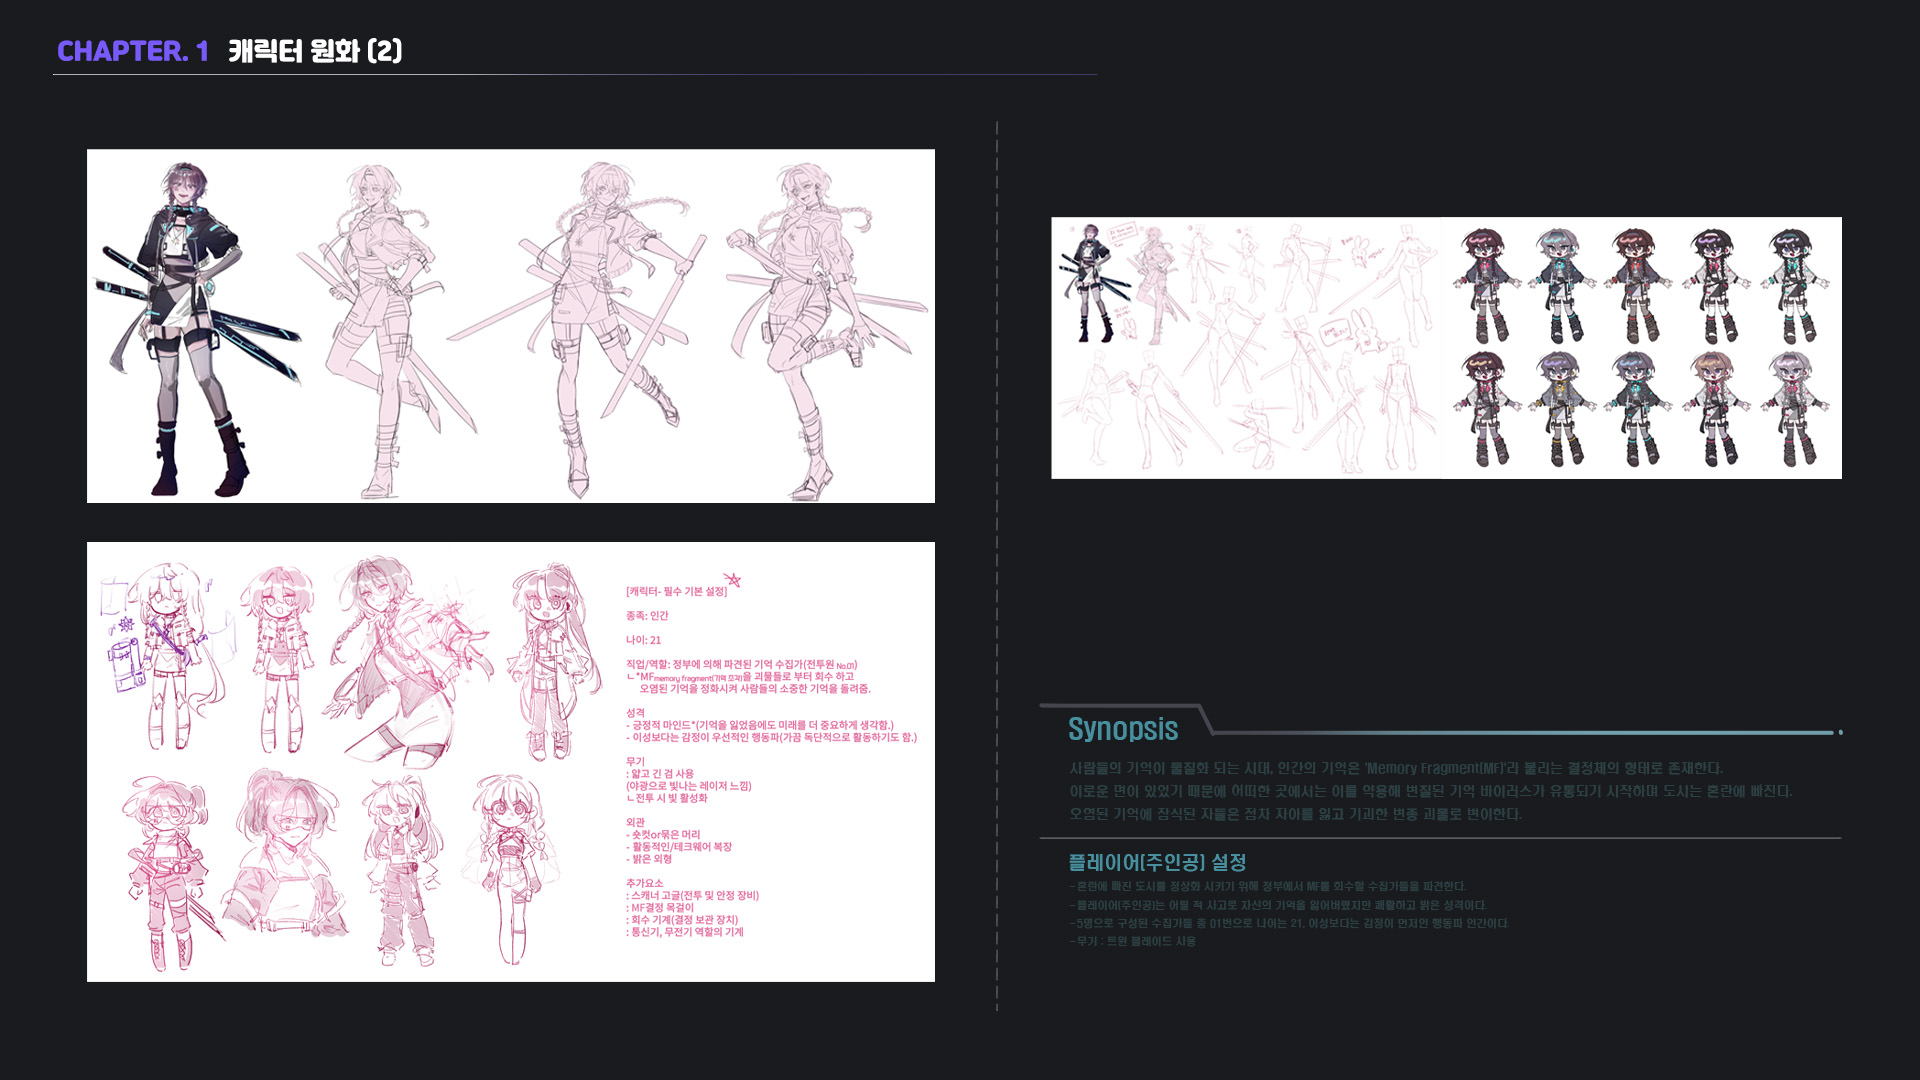 CHAPTER. 1 캐릭터 원화 (2)
[캐릭터- 필수 기본 설정]
종족: 인간
나이: 21
직업/역할: 정부에 의해 파견된 기억 수집가(전투원 No.01)
ㄴ*MFmemory fragment(기억 조각)을 괴물들로 부터 회수 하고
오염된 기억을 정화시켜 사람들의 소중한 기억을 돌려줌.
성격
- 긍정적 마인드*(기억을 잃었음에도 미래를 더 중요하게 생각함.)
- 이성보다는 감정이 우선적인 행동파(가끔 독단적으로 활동하기도 함.)
무기
: 얇고 긴 검 사용
(야광으로 빛나는 레이저 느낌)
ㄴ전투 시 빛 활성화
외관
- 숏컷or묶은 머리
- 활동적인/테크웨어 복장
- 밝은 외형
추가요소
: 스캐너 고글(전투 및 안정 장비)
: MF결정 목걸이
: 회수 기계(결정 보관 장치)
: 통신기, 무전기 역할의 기계
Synopsis
사람들의 기억이 물질화 되는 시대, 인간의 기억은 'Memory Fragment(MF)'라 불리는 결정체의 형태로 존재한다.
이로운 면이 있었기 때문에 어떠한 곳에서는 이를 악용해 변질된 기억 바이러스가 유통되기 시작하며 도시는 혼란에 빠진다.
오염된 기억에 잠식된 자들은 점차 자아를 잃고 기괴한 변종 괴물로 변이한다.
플레이어(주인공) 설정
- 혼란에 빠진 도시를 정상화 시키기 위해 정부에서 MF를 회수할 수집가들을 파견한다.
- 플레이어(주인공)는 어릴 적 사고로 자신의 기억을 잃어버렸지만 쾌활하고 밝은 성격이다.
- 5명으로 구성된 수집가들 중 01번으로 나이는 21. 이성보다는 감정이 먼저인 행동파 인간이다.
- 무기 : 트윈 블레이드 사용